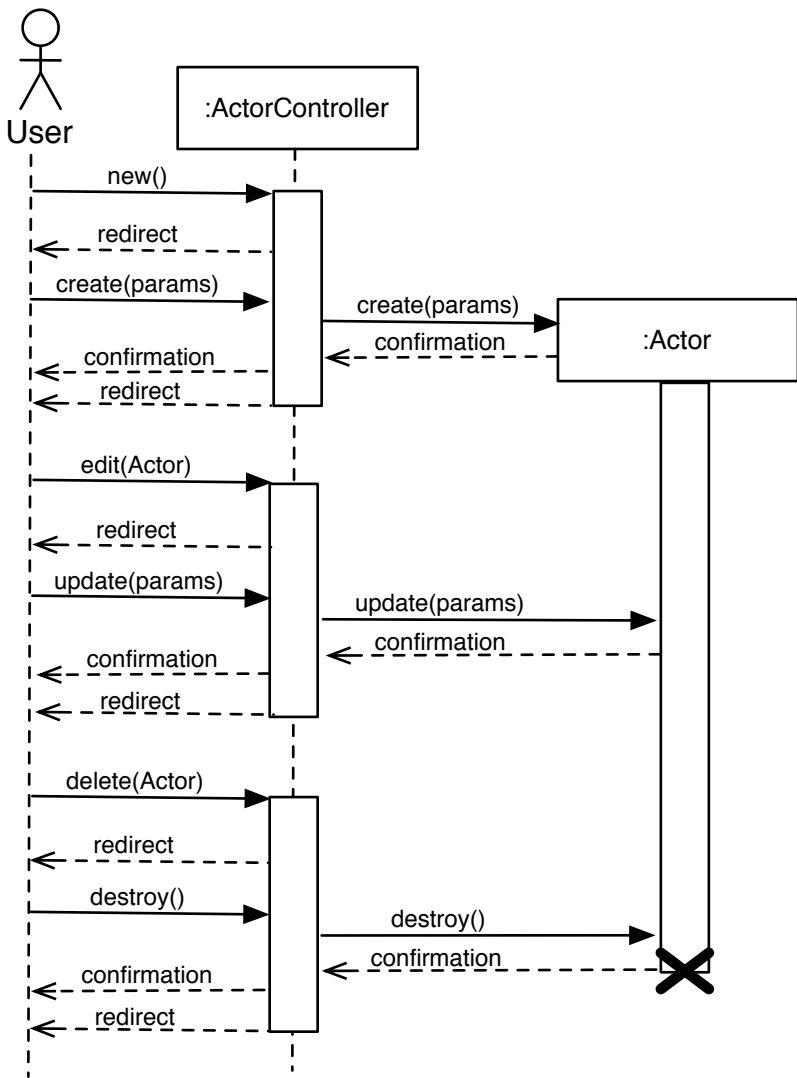 User
:ActorController
new()
redirect
create(params)
create(params)
:Actor
confirmation
confirmation
redirect
edit(Actor)
redirect
update(params)
update(params)
confirmation
confirmation
redirect
delete(Actor)
redirect
destroy()
destroy()
confirmation
confirmation
redirect